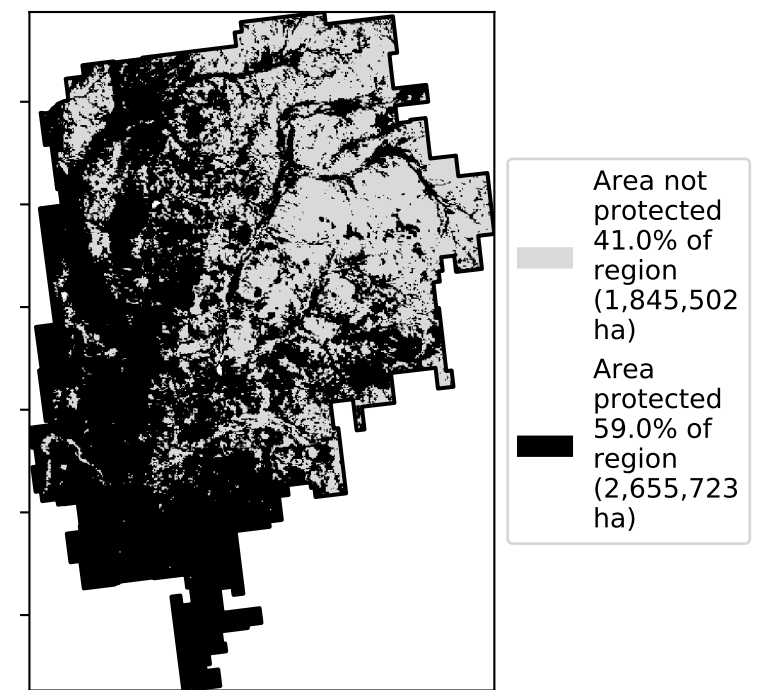 Area not
protected
41.0% of
region
(1,845,502
ha)
Area
protected
59.0% of
region
(2,655,723
ha)